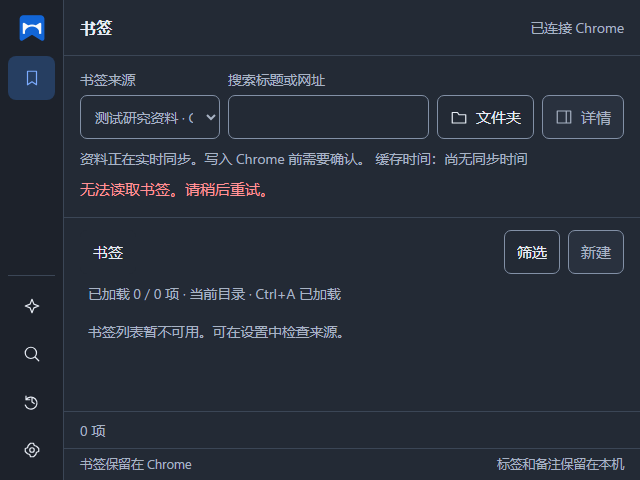 书签
已连接 Chrome
书签来源
搜索标题或网址
测试研究资料 · C
文件夹
详情
资料正在实时同步。写入 Chrome 前需要确认。 缓存时间：尚无同步时间
无法读取书签。请稍后重试。
书签
筛选
新建
已加载 0 / 0 项 · 当前目录 · Ctrl+A 已加载
书签列表暂不可用。可在设置中检查来源。
0 项
书签保留在 Chrome
标签和备注保留在本机